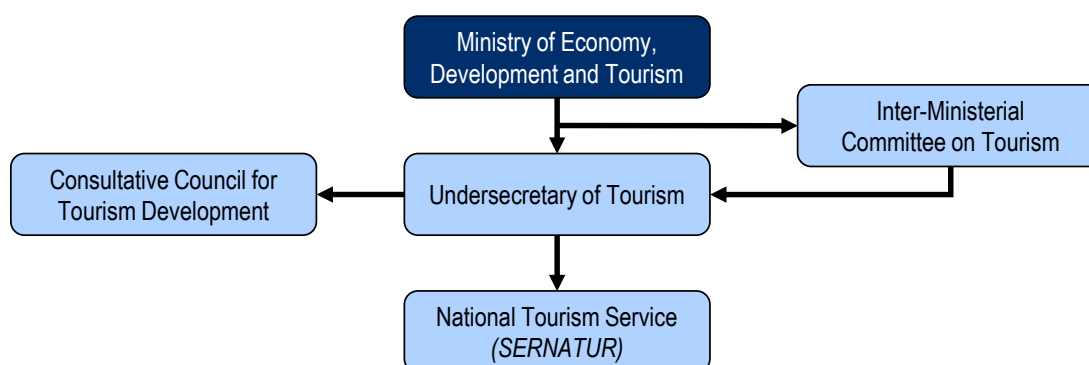 Ministry of Economy,
Development and Tourism
Inter-Ministerial
Committee on Tourism
Consultative Council for
Tourism Development
Undersecretary of Tourism
National Tourism Service
(SERNATUR)